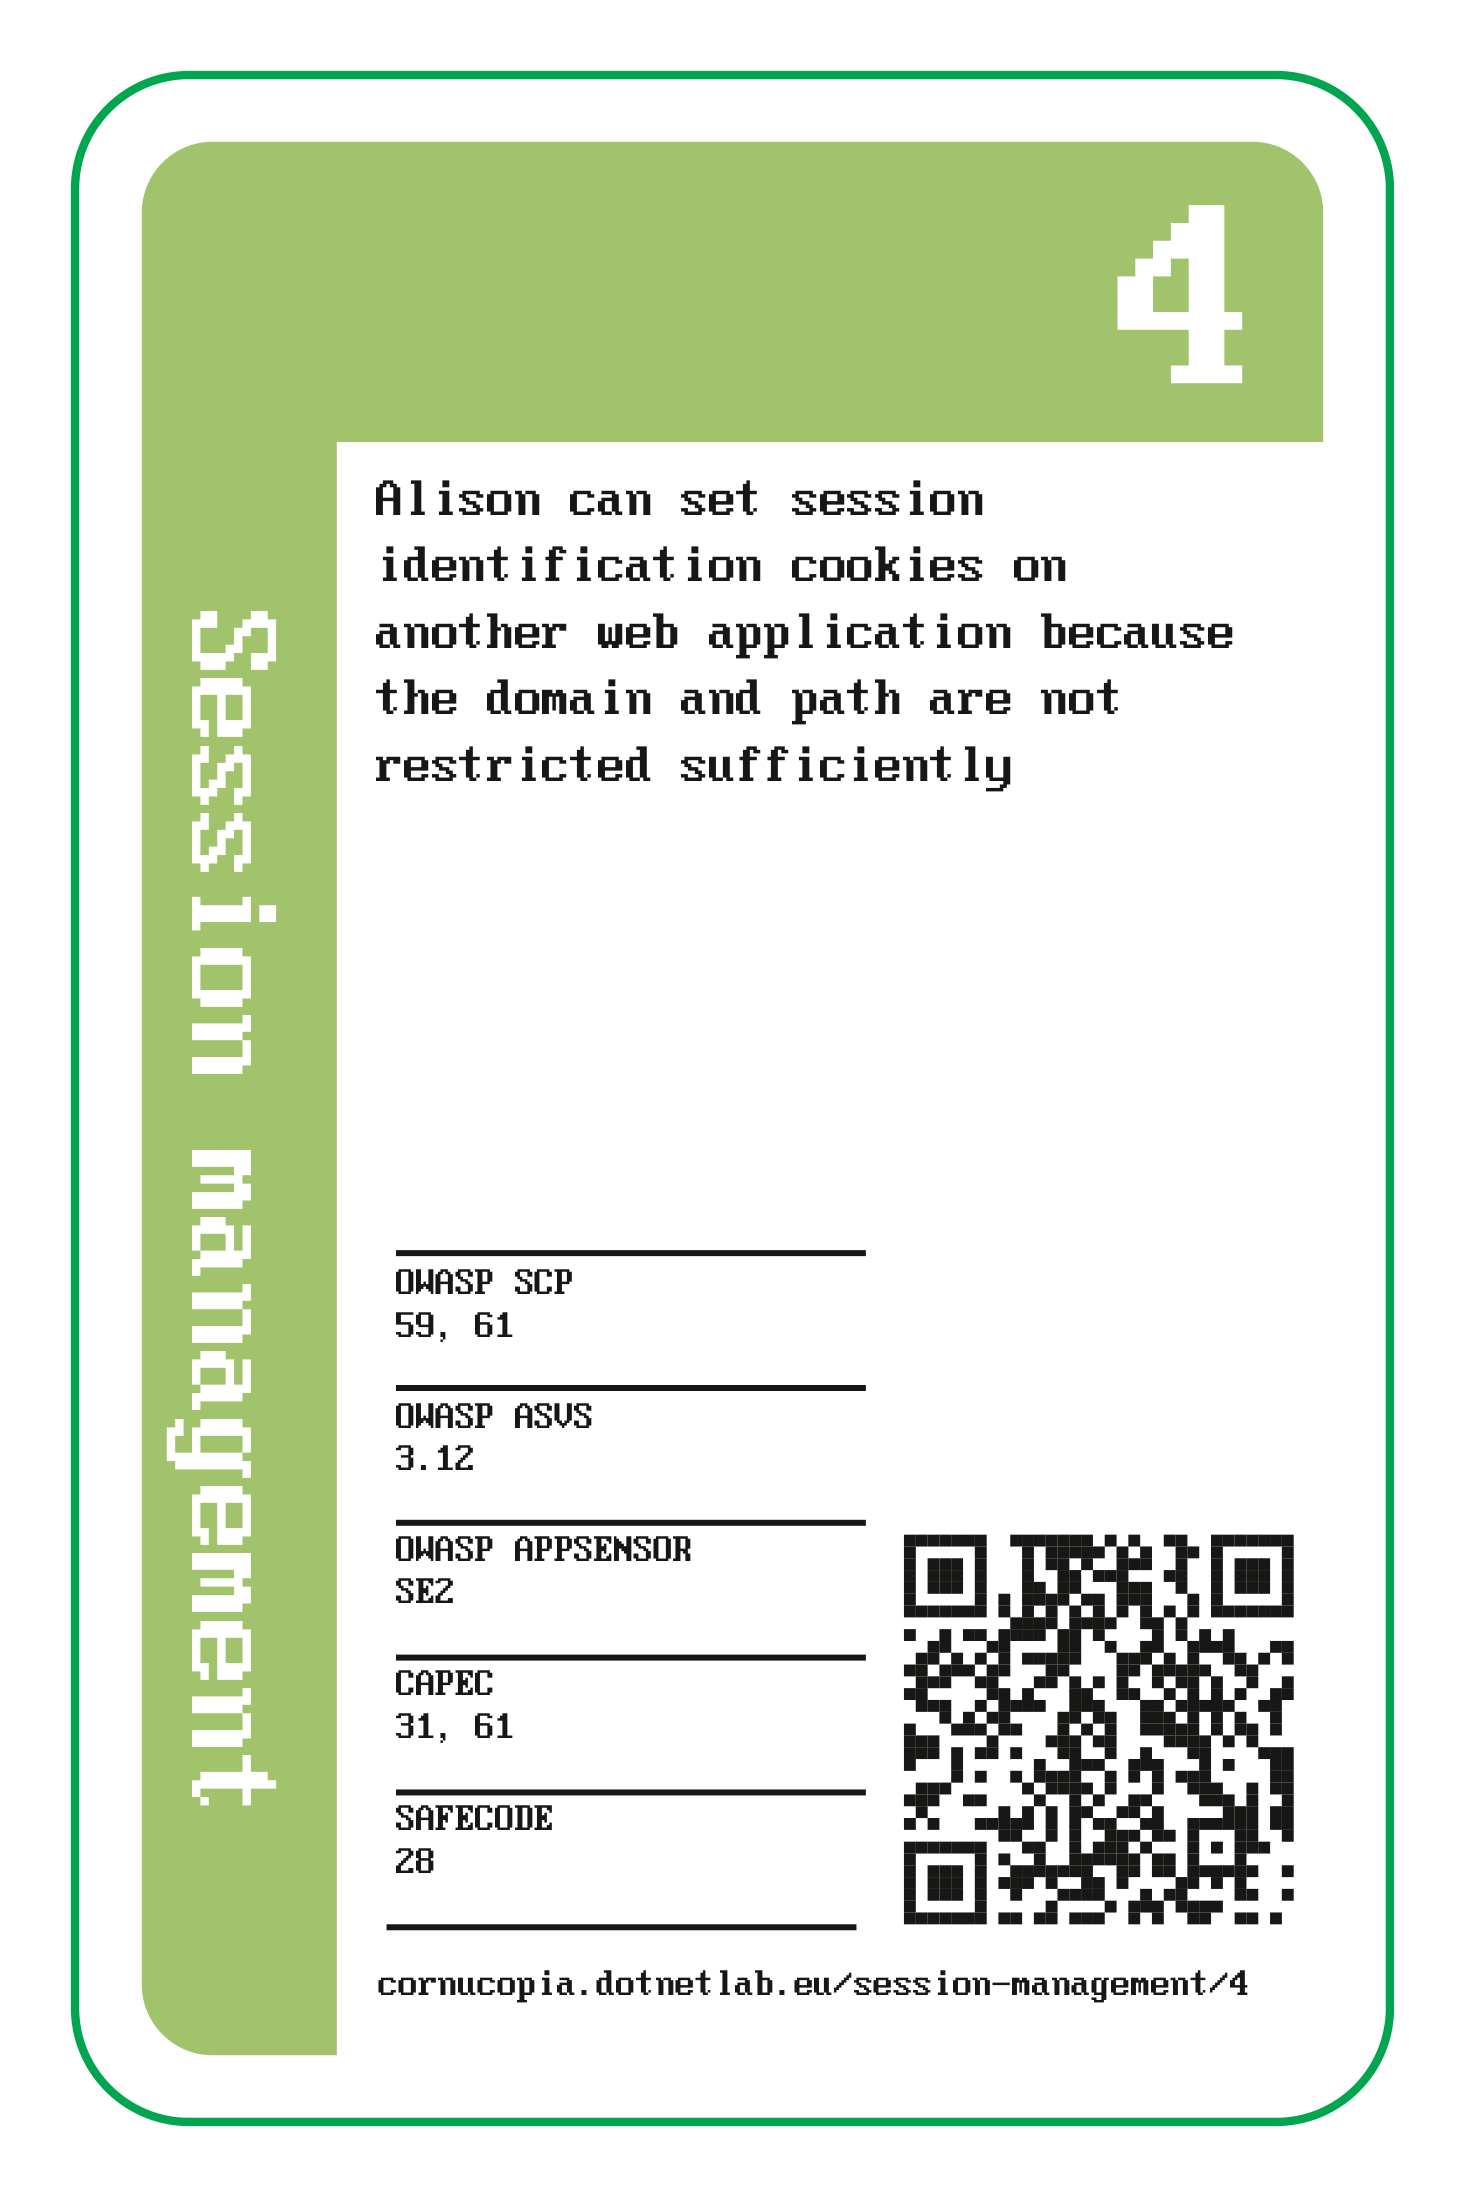 4
Session management
Alison can set session
identification cookies on
another web application because
the domain and path are not
restricted sufficiently
OWASP SCP
59, 61
OWASP ASVS
3.12
OWASP APPSENSOR
SE2
CAPEC
31, 61
SAFECODE
28
cornucopia.dotnetlab.eu/session-management/4